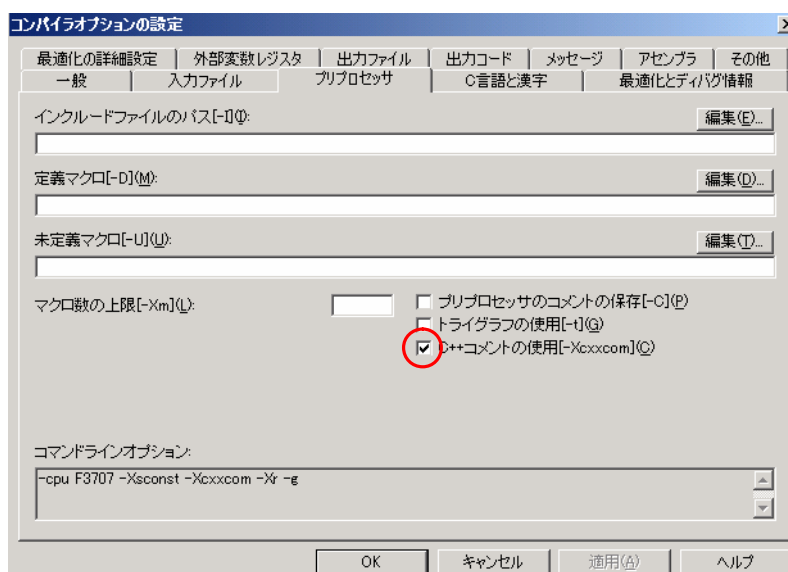 コンパイラオプションの設定
最適化の詳細設定 外部変数レジスタ 出力ファイル 出力コード メッセージ アセンブラ その他
一般 入力ファイル プリプロセッサ C言語と漢字 最適化とディバグ情報
インクルードファイルのパス[-I](I):
編集(E)...
定義マクロ[-D](M):
編集(D)...
未定義マクロ[-U](U):
編集(T)...
マクロ数の上限[-Xm](L):
プリプロセッサのコメントの保存[-C](P)
トライグラフの使用[-t](G)
C++コメントの使用[-Xcxxcom](C)
コマンドラインオプション:
-cpu F3707 -Xsconst -Xcxxcom -Xr -g
OK キャンセル 適用(A) ヘルプ